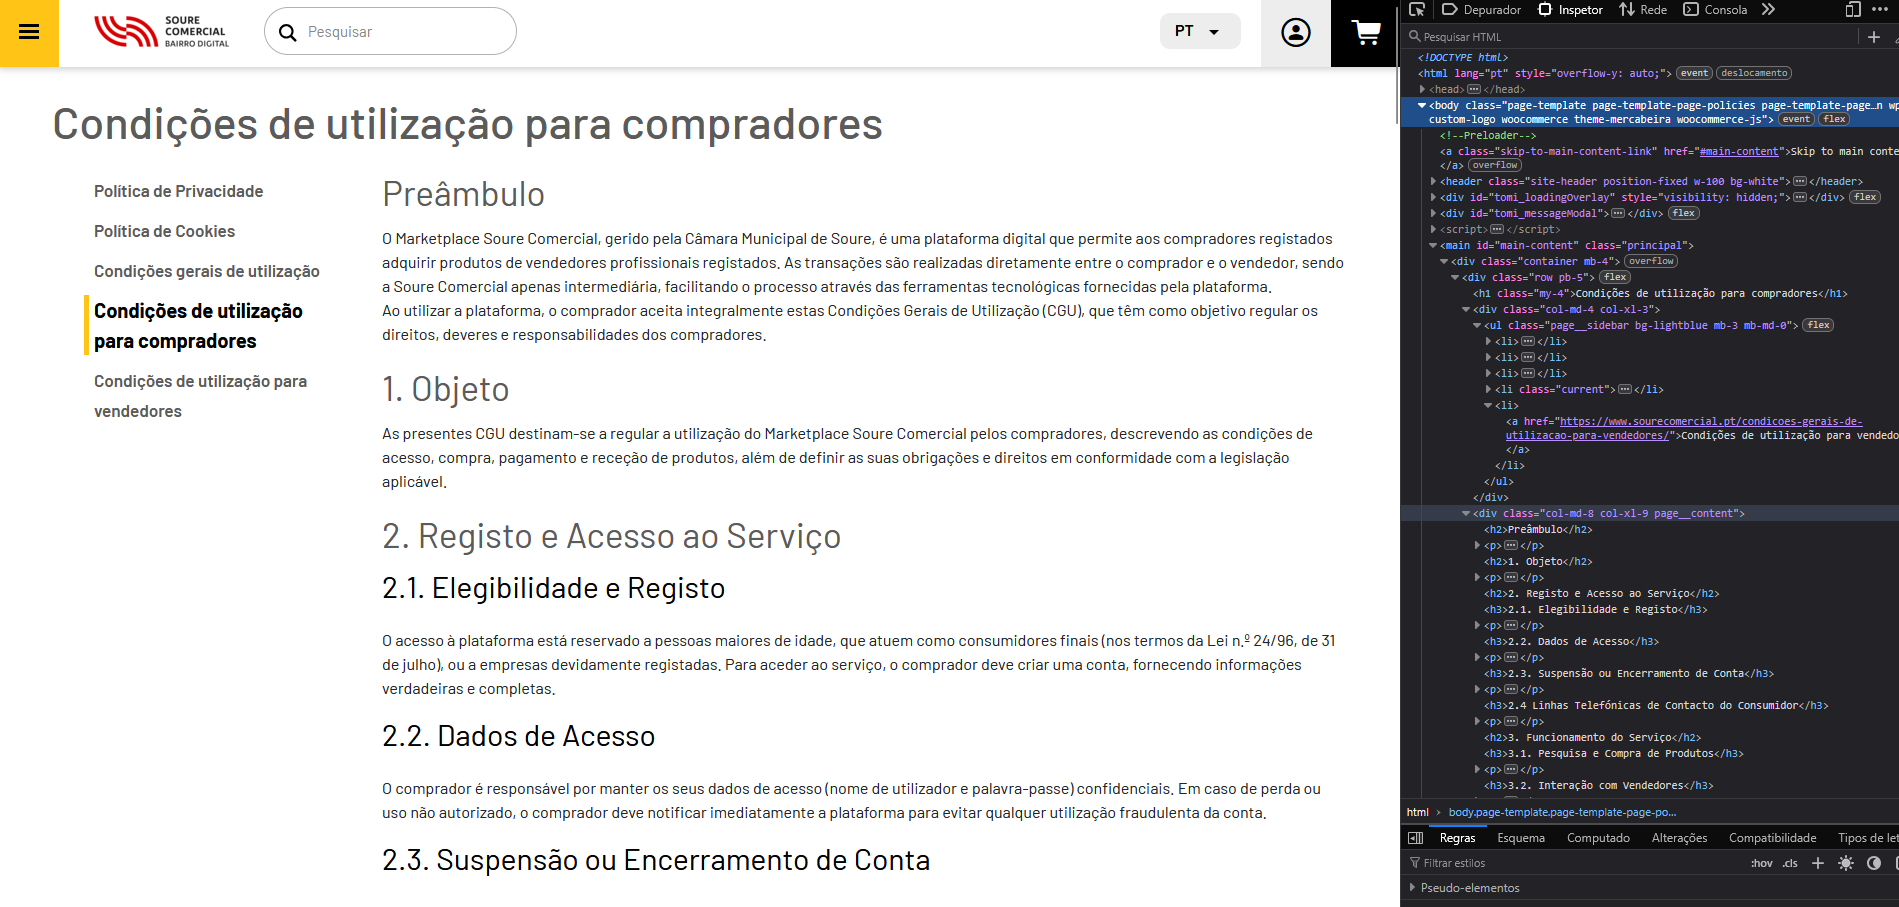 SOURE
COMERCIAL
BAIRRO DIGITAL
Pesquisar
PT
Condições de utilização para compradores
Política de Privacidade
Política de Cookies
Condições gerais de utilização
Condições de utilização
para compradores
Condições de utilização para
vendedores
Preâmbulo
O Marketplace Soure Comercial, gerido pela Câmara Municipal de Soure, é uma plataforma digital que permite aos compradores registados
adquirir produtos de vendedores profissionais registados. As transações são realizadas diretamente entre o comprador e o vendedor, sendo
a Soure Comercial apenas intermediária, facilitando o processo através das ferramentas tecnológicas fornecidas pela plataforma.
Ao utilizar a plataforma, o comprador aceita integralmente estas Condições Gerais de Utilização (CGU), que têm como objetivo regular os
direitos, deveres e responsabilidades dos compradores.
1. Objeto
As presentes CGU destinam-se a regular a utilização do Marketplace Soure Comercial pelos compradores, descrevendo as condições de
acesso, compra, pagamento e receção de produtos, além de definir as suas obrigações e direitos em conformidade com a legislação
aplicável.
2. Registo e Acesso ao Serviço
2.1. Elegibilidade e Registo
O acesso à plataforma está reservado a pessoas maiores de idade, que atuem como consumidores finais (nos termos da Lei n.º 24/96, de 31
de julho), ou a empresas devidamente registadas. Para aceder ao serviço, o comprador deve criar uma conta, fornecendo informações
verdadeiras e completas.
2.2. Dados de Acesso
O comprador é responsável por manter os seus dados de acesso (nome de utilizador e palavra-passe) confidenciais. Em caso de perda ou
uso não autorizado, o comprador deve notificar imediatamente a plataforma para evitar qualquer utilização fraudulenta da conta.
2.3. Suspensão ou Encerramento de Conta
Depurador Inspetor Rede Consola
Pesquisar HTML
<!DOCTYPE html>
<html lang="pt" style="overflow-y: auto;"> event deslocamento
<head> ⋯ </head>
<body class="page-template page-template-page-policies page-template-page…n wp
custom-logo woocommerce theme-mercabeira woocommerce-js"> event flex
<!--Preloader-->
<a class="skip-to-main-content-link" href="#main-content">Skip to main conte
</a> overflow
<header class="site-header position-fixed w-100 bg-white"> ⋯ </header>
<div id="tomi_loadingOverlay" style="visibility: hidden;"> ⋯ </div> flex
<div id="tomi_messageModal"> ⋯ </div> flex
<script> ⋯ </script>
<main id="main-content" class="principal">
<div class="container mb-4"> overflow
<div class="row pb-5"> flex
<h1 class="my-4">Condições de utilização para compradores</h1>
<div class="col-md-4 col-xl-3">
<ul class="page__sidebar bg-lightblue mb-3 mb-md-0"> flex
<li> ⋯ </li>
<li> ⋯ </li>
<li> ⋯ </li>
<li class="current"> ⋯ </li>
<li>
<a href="https://www.sourecomercial.pt/condicoes-gerais-de-
utilizacao-para-vendedores/">Condições de utilização para vendedo
</a>
</li>
</ul>
</div>
<div class="col-md-8 col-xl-9 page__content">
<h2>Preâmbulo</h2>
<p> ⋯ </p>
<h2>1. Objeto</h2>
<p> ⋯ </p>
<h2>2. Registo e Acesso ao Serviço</h2>
<h3>2.1. Elegibilidade e Registo</h3>
<p> ⋯ </p>
<h3>2.2. Dados de Acesso</h3>
<p> ⋯ </p>
<h3>2.3. Suspensão ou Encerramento de Conta</h3>
<p> ⋯ </p>
<h3>2.4 Linhas Telefónicas de Contacto do Consumidor</h3>
<p> ⋯ </p>
<h2>3. Funcionamento do Serviço</h2>
<h3>3.1. Pesquisa e Compra de Produtos</h3>
<p> ⋯ </p>
<h3>3.2. Interação com Vendedores</h3>
html body.page-template.page-template-page-po…
Regras Esquema Computado Alterações Compatibilidade Tipos de let
Filtrar estilos :hov .cls
Pseudo-elementos